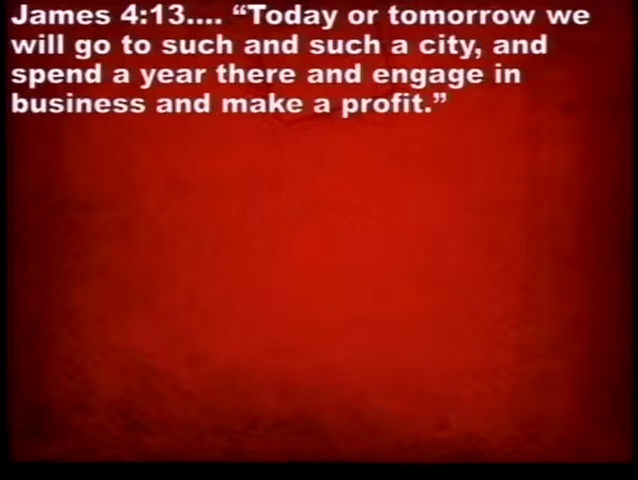 James 4:13.... “Today or tomorrow we
will go to such and such a city, and
spend a year there and engage in
business and make a profit.”